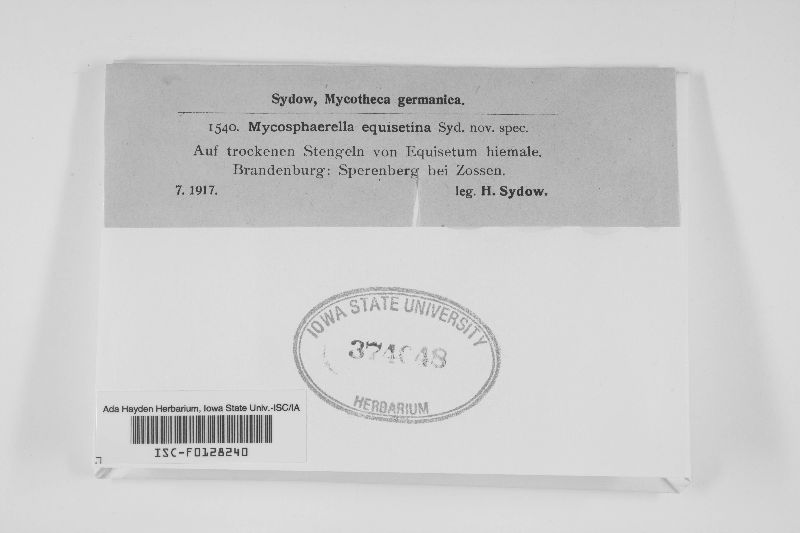 Sydow, Mycotheca germanica.
1540. Mycosphaerella equisetina Syd. nov. spec.
Auf trockenen Stengeln von Equisetum hiemale.
Brandenburg: Sperenberg bei Zossen.
7. 1917. leg. H. Sydow.
IOWA STATE UNIVERSITY
374048
HERBARIUM
Ada Hayden Herbarium, Iowa State Univ.-ISC/IA
ISC-F0128240